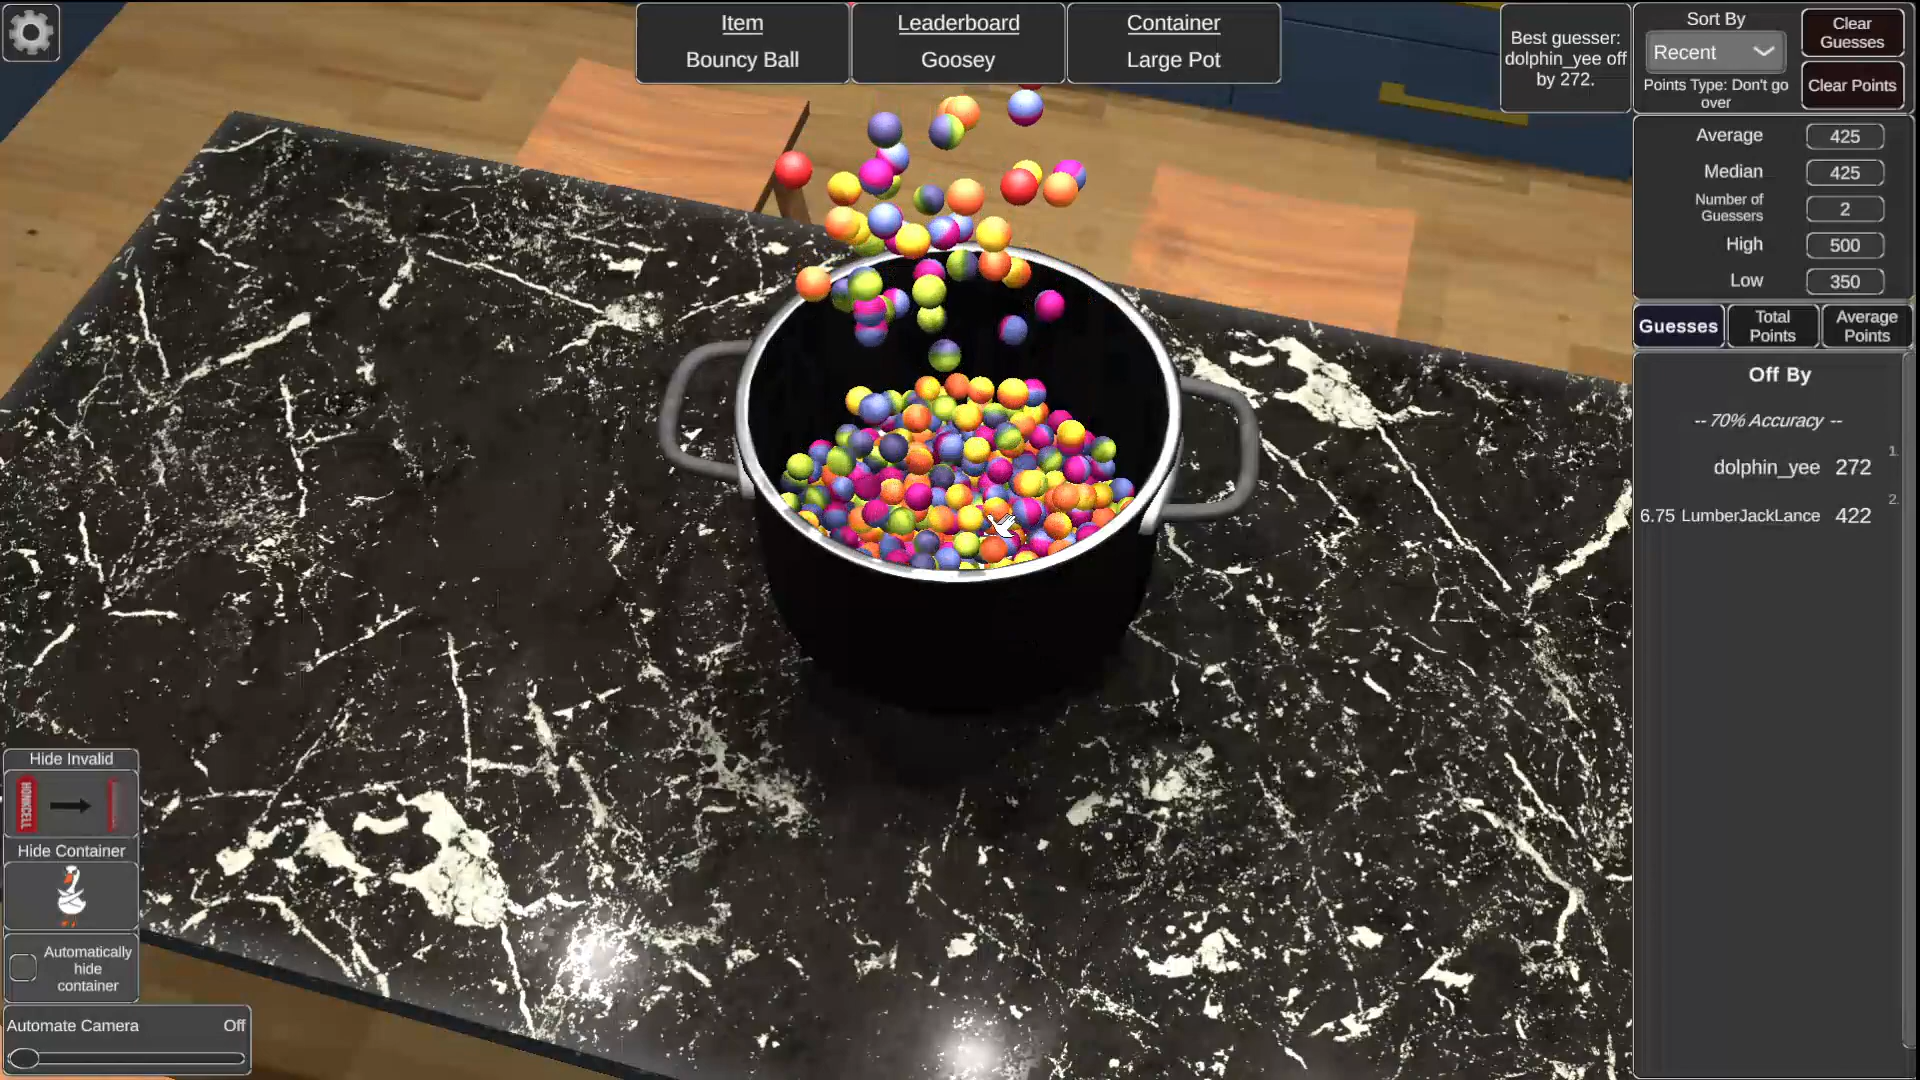 Item
Bouncy Ball
Leaderboard
Goosey
Container
Large Pot
Best guesser:
dolphin_yee off
by 272.
Sort By
Recent
Points Type: Don't go
over
Clear
Guesses
Clear Points
Average 425
Median 425
Number of
Guessers
2
High 500
Low 350
Guesses
Total
Points
Average
Points
Off By
-- 70% Accuracy --
1.
dolphin_yee 272
2.
6.75 LumberJackLance 422
Hide Invalid
HONKCELL
Hide Container
Automatically
hide
container
Automate Camera Off